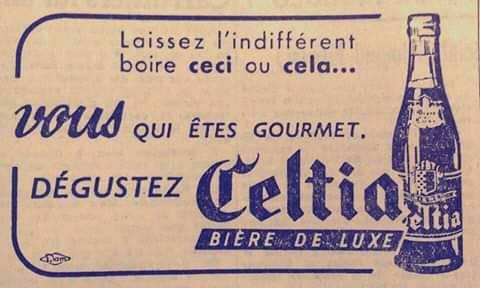 Laissez l'indifférent
boire ceci ou cela...
vous QUI ÊTES GOURMET.
DÉGUSTEZ Celtia
BIÈRE DE LUXE
Celtia